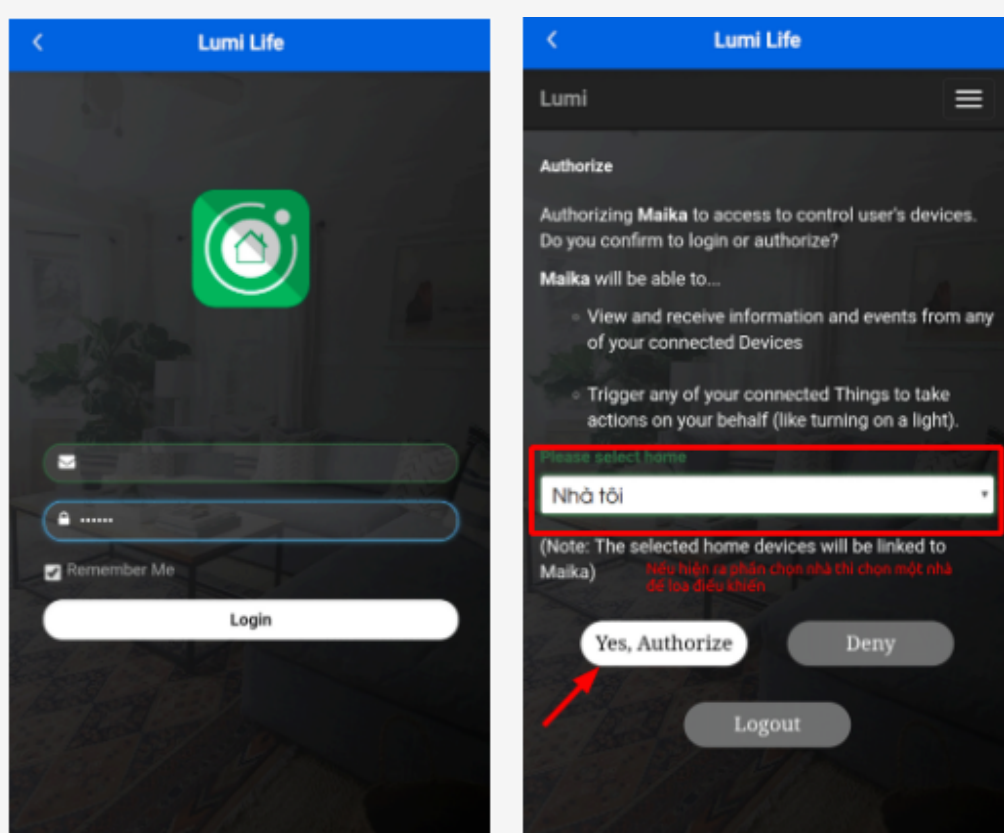 Lumi Life
••••••
Remember Me
Login
Lumi Life
Lumi
Authorize
Authorizing Maika to access to control user's devices.
Do you confirm to login or authorize?
Maika will be able to...
View and receive information and events from any
of your connected Devices
Trigger any of your connected Things to take
actions on your behalf (like turning on a light).
Please select home
Nhà tôi
(Note: The selected home devices will be linked to
Maika)
Nếu hiện ra phần chọn nhà thì chọn một nhà
để loa điều khiển
Yes, Authorize
Deny
Logout